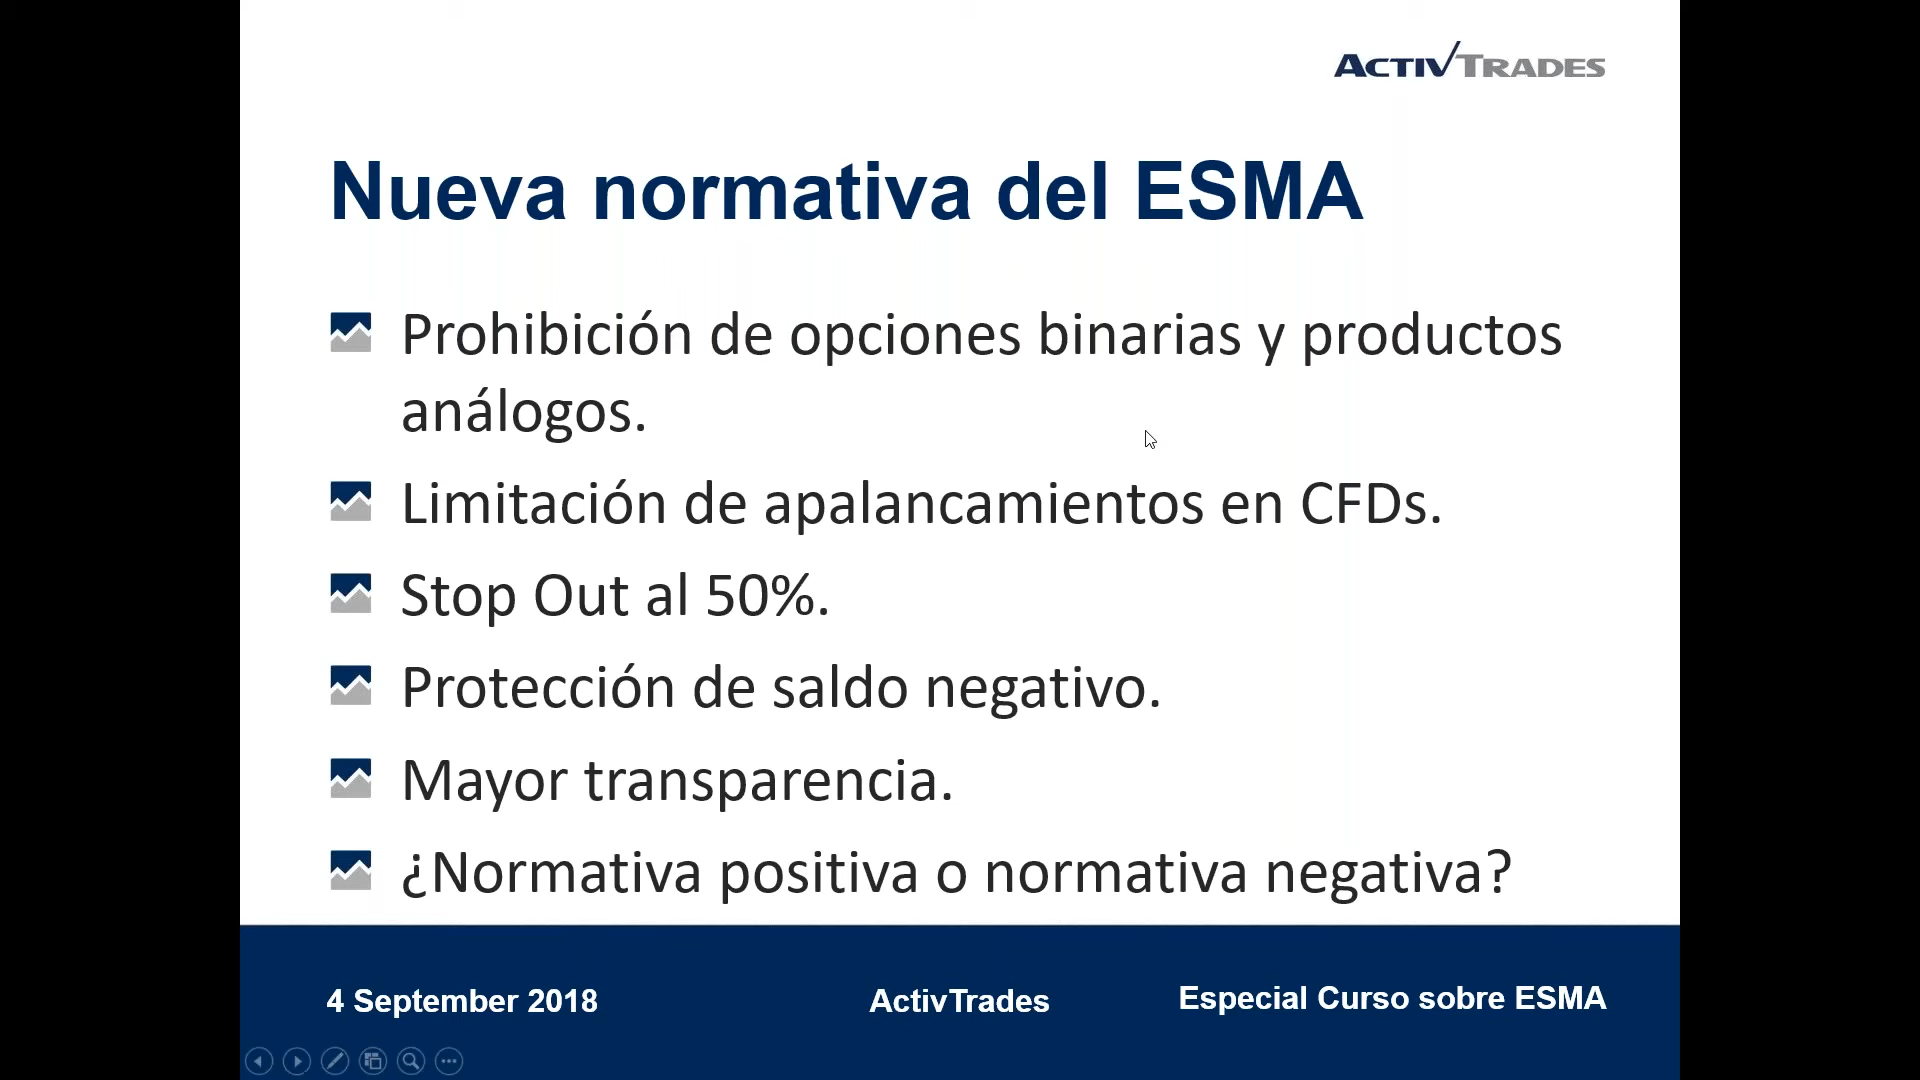 ACTIVTRADES
Nueva normativa del ESMA
Prohibición de opciones binarias y productos
análogos.
Limitación de apalancamientos en CFDs.
Stop Out al 50%.
Protección de saldo negativo.
Mayor transparencia.
¿Normativa positiva o normativa negativa?
4 September 2018
ActivTrades
Especial Curso sobre ESMA